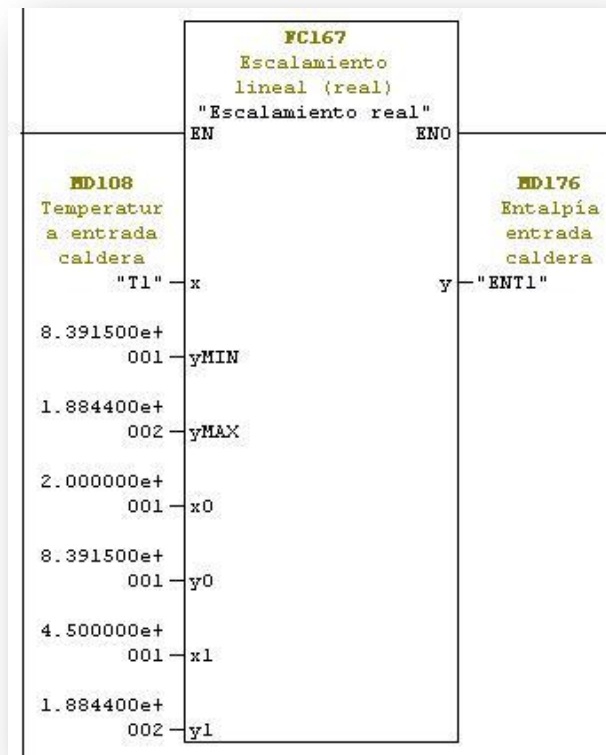 FC167
Escalamiento
lineal (real)
"Escalamiento real"
EN ENO
MD108 MD176
Temperatur Entalpía
a entrada entrada
caldera caldera
"T1" x y "ENT1"
8.391500e+
001 yMIN
1.884400e+
002 yMAX
2.000000e+
001 x0
8.391500e+
001 y0
4.500000e+
001 x1
1.884400e+
002 y1